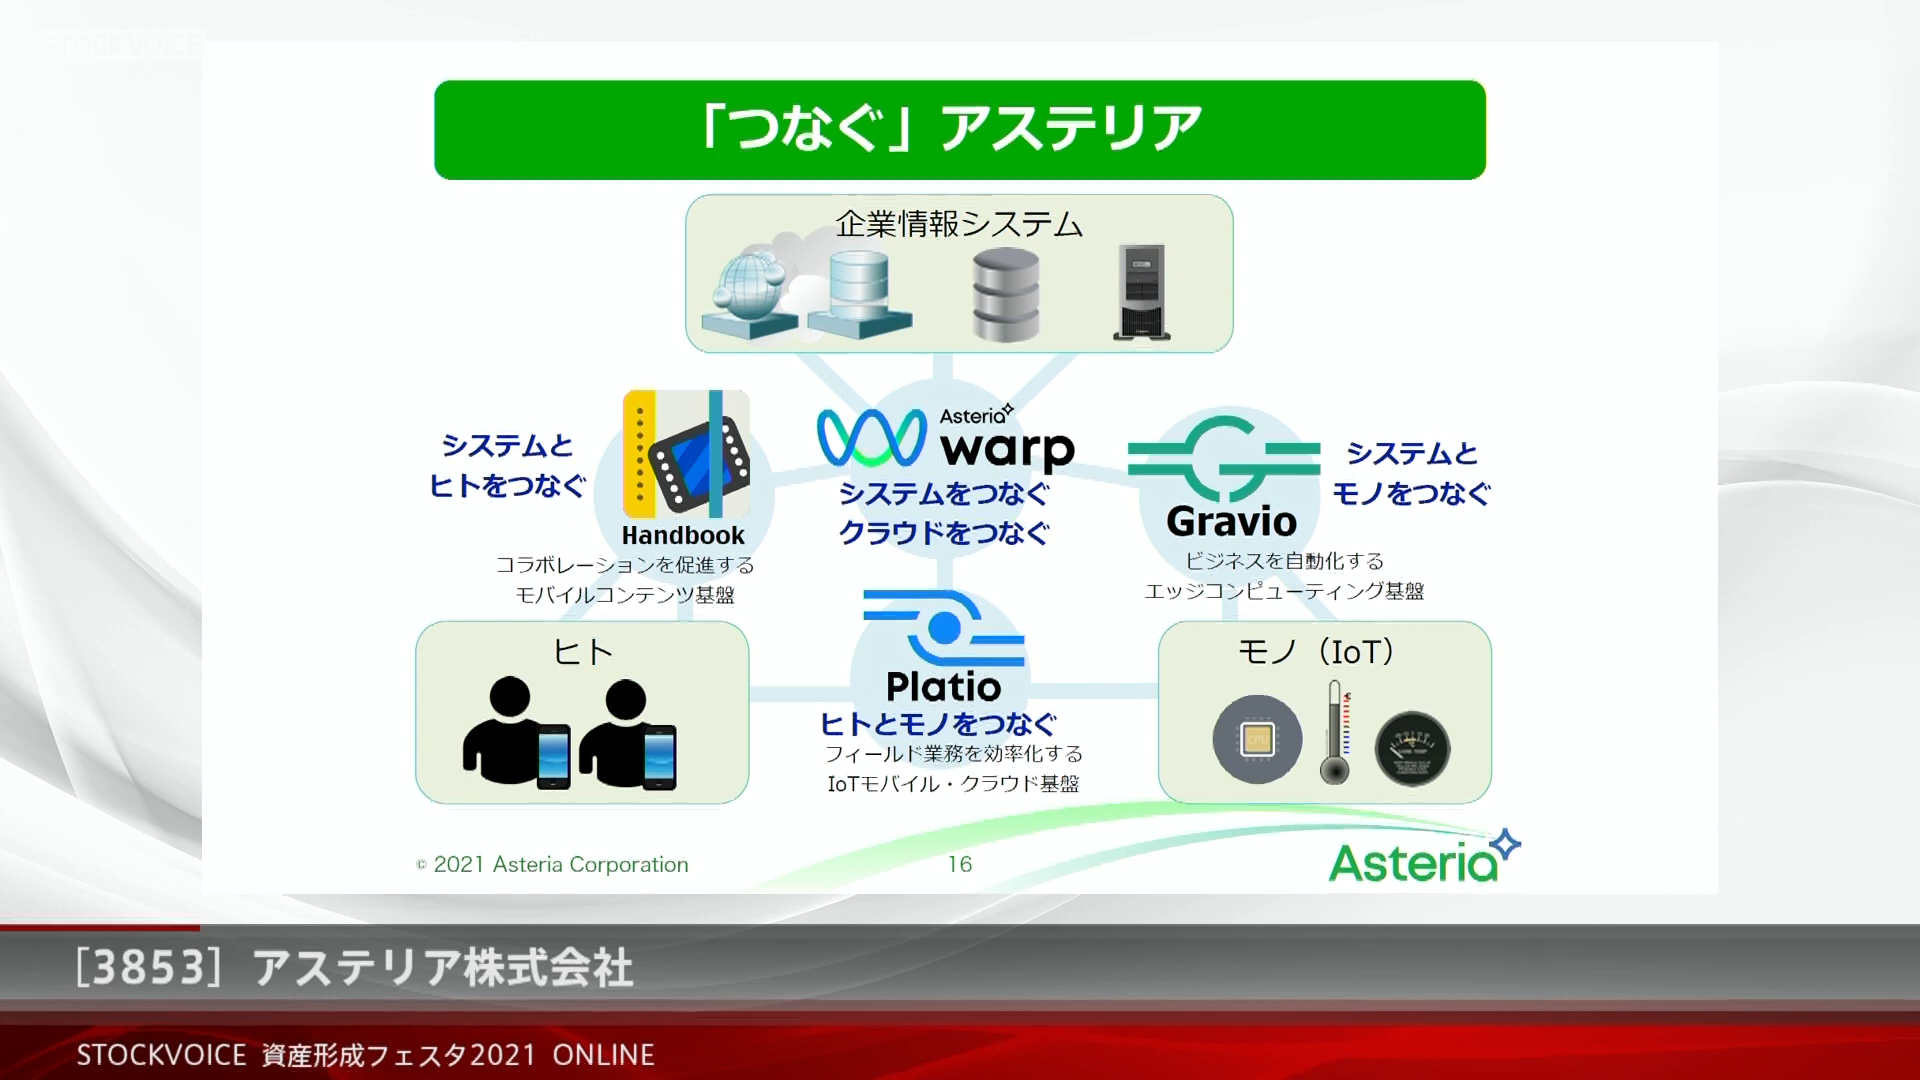 STOCKVOICE
「つなぐ」アステリア
企業情報システム
システムと
ヒトをつなぐ
Handbook
コラボレーションを促進する
モバイルコンテンツ基盤
Asteria
warp
システムをつなぐ
クラウドをつなぐ
Gravio
システムと
モノをつなぐ
ビジネスを自動化する
エッジコンピューティング基盤
ヒト
Platio
ヒトとモノをつなぐ
フィールド業務を効率化する
IoTモバイル・クラウド基盤
モノ（IoT）
CPU
© 2021 Asteria Corporation
16
Asteria
［3853］アステリア株式会社
STOCKVOICE 資産形成フェスタ2021 ONLINE